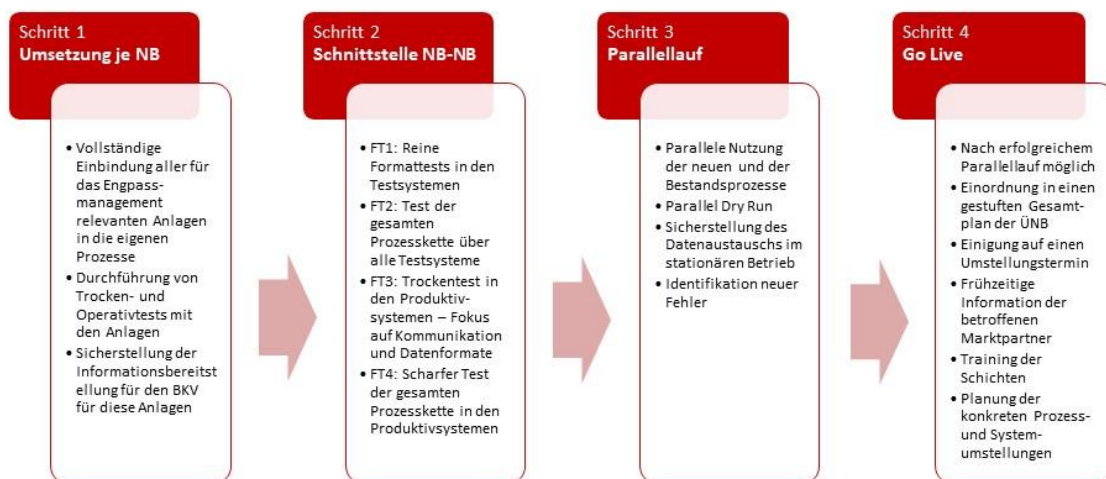 Schritt 1
Umsetzung je NB
• Vollständige
Einbindung aller für
das Engpass-
management
relevanten Anlagen
in die eigenen
Prozesse
• Durchführung von
Trocken- und
Operativtests mit
den Anlagen
• Sicherstellung der
Informationsbereitst
ellung für den BKV
für diese Anlagen
Schritt 2
Schnittstelle NB-NB
• FT1: Reine
Formattests in den
Testsystemen
• FT2: Test der
gesamten
Prozesskette über
alle Testsysteme
• FT3: Trockentest in
den Produktiv-
systemen – Fokus
auf Kommunikation
und Datenformate
• FT4: Scharfer Test
der gesamten
Prozesskette in den
Produktivsystemen
Schritt 3
Parallellauf
• Parallele Nutzung
der neuen und der
Bestandsprozesse
• Parallel Dry Run
• Sicherstellung des
Datenaustauschs im
stationären Betrieb
• Identifikation neuer
Fehler
Schritt 4
Go Live
• Nach erfolgreichem
Parallellauf möglich
• Einordnung in einen
gestuften Gesamt-
plan der ÜNB
• Einigung auf einen
Umstellungstermin
• Frühzeitige
Information der
betroffenen
Marktpartner
• Training der
Schichten
• Planung der
konkreten Prozess-
und System-
umstellungen